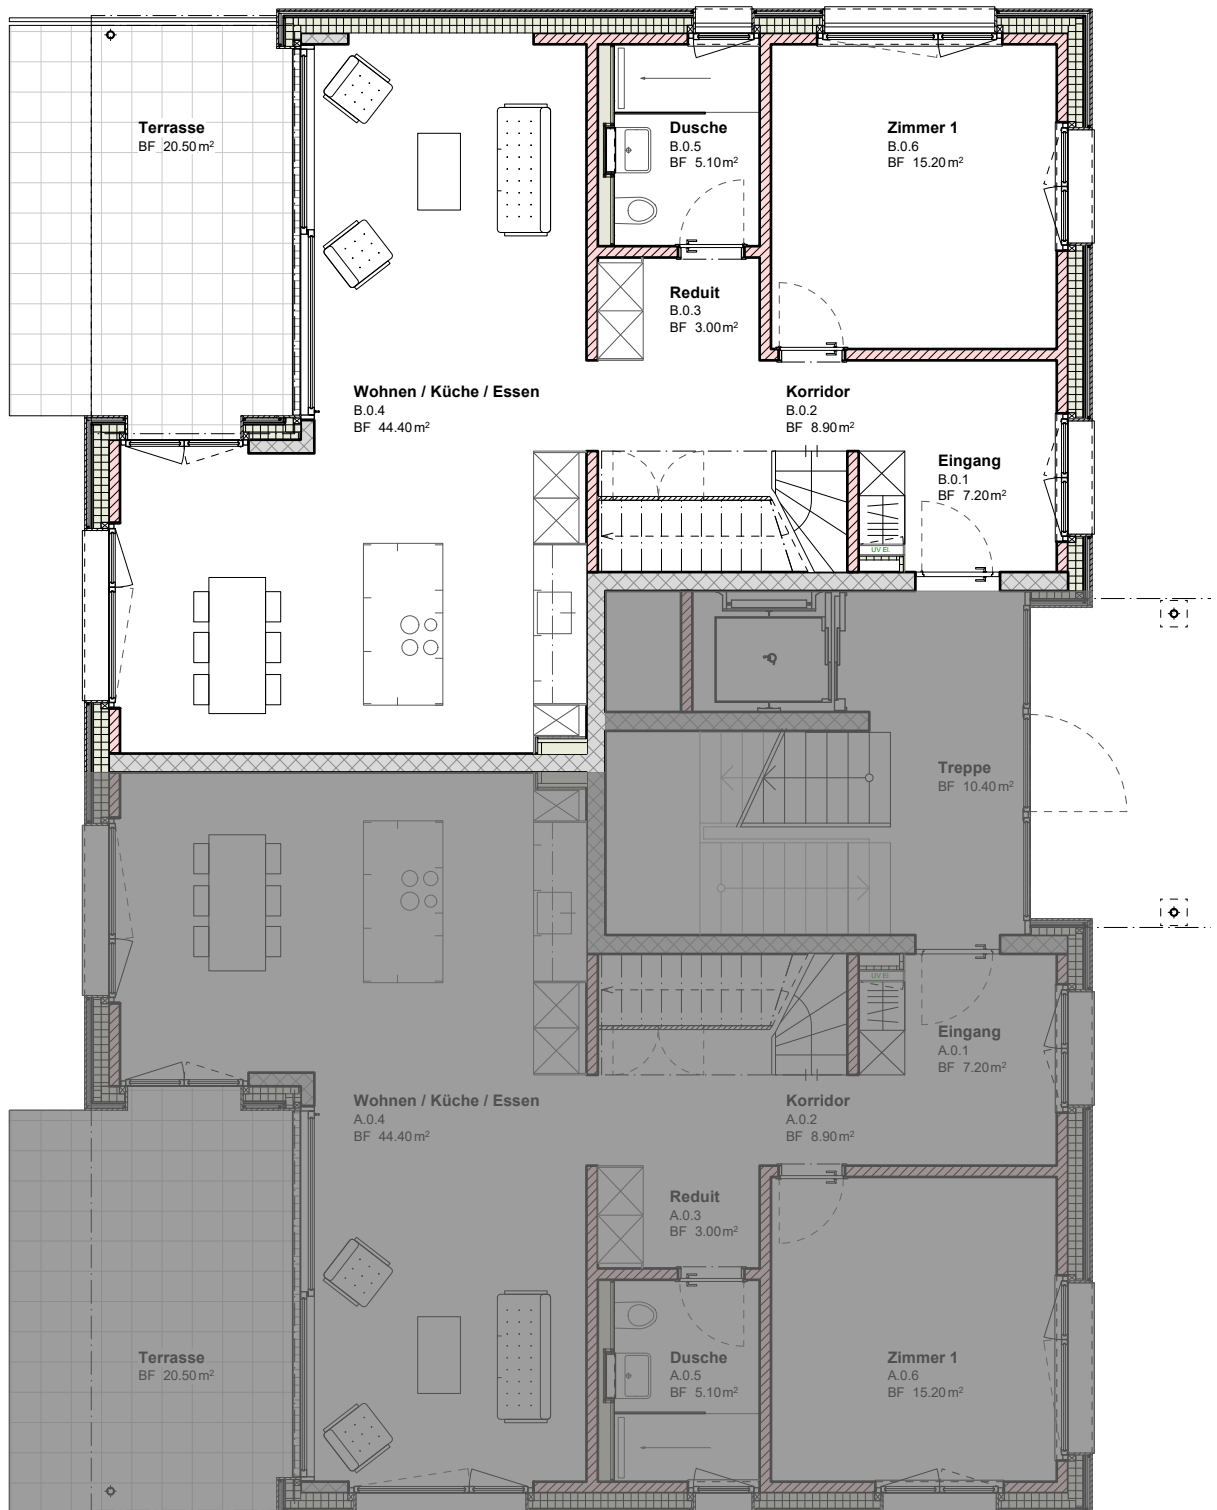 Terrasse
BF 20.50 m²
Dusche
B.0.5
BF 5.10 m²
Zimmer 1
B.0.6
BF 15.20 m²
Reduit
B.0.3
BF 3.00 m²
Wohnen / Küche / Essen
B.0.4
BF 44.40 m²
Korridor
B.0.2
BF 8.90 m²
Eingang
B.0.1
BF 7.20 m²
UV El.
Treppe
BF 10.40 m²
UV El.
Eingang
A.0.1
BF 7.20 m²
Wohnen / Küche / Essen
A.0.4
BF 44.40 m²
Korridor
A.0.2
BF 8.90 m²
Reduit
A.0.3
BF 3.00 m²
Terrasse
BF 20.50 m²
Dusche
A.0.5
BF 5.10 m²
Zimmer 1
A.0.6
BF 15.20 m²